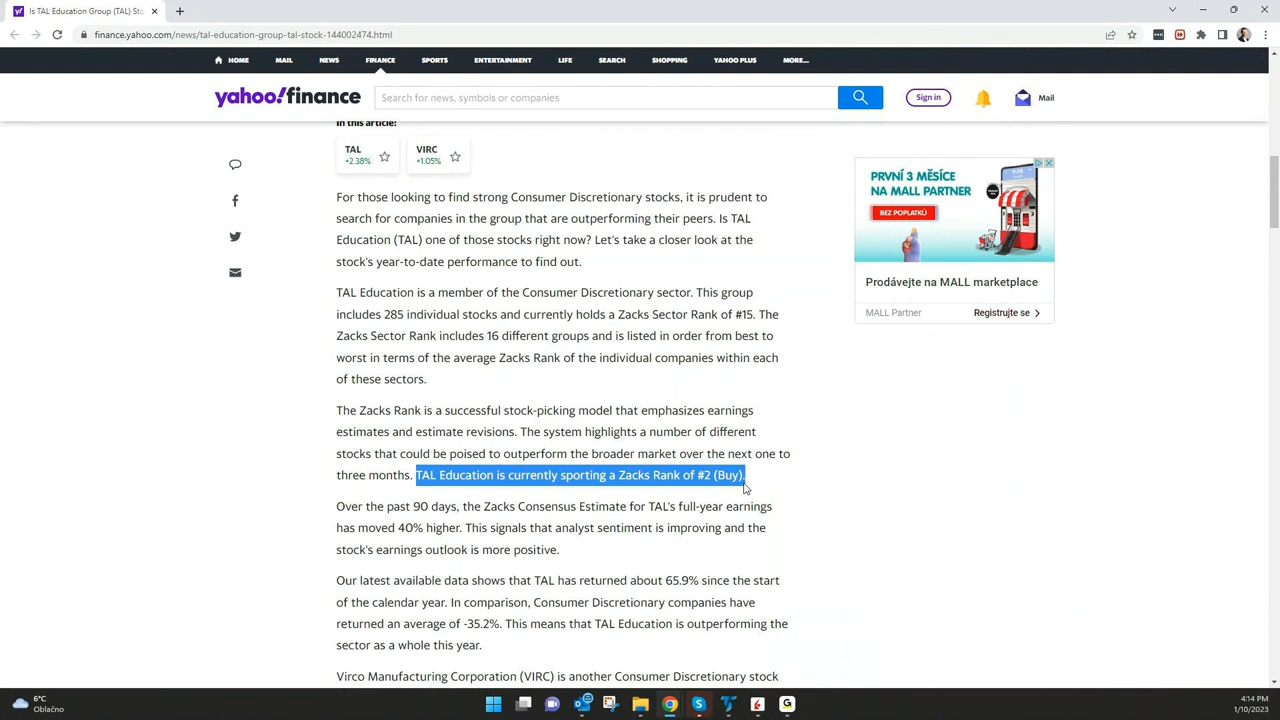 Is TAL Education Group (TAL) Sto
finance.yahoo.com/news/tal-education-group-tal-stock-144002474.html
HOME MAIL NEWS FINANCE SPORTS ENTERTAINMENT LIFE SEARCH SHOPPING YAHOO PLUS MORE...
yahoo!finance
Search for news, symbols or companies
Sign in
Mail
In this article:
TAL
+2.38%
VIRC
+1.05%
For those looking to find strong Consumer Discretionary stocks, it is prudent to
search for companies in the group that are outperforming their peers. Is TAL
Education (TAL) one of those stocks right now? Let's take a closer look at the
stock's year-to-date performance to find out.
TAL Education is a member of the Consumer Discretionary sector. This group
includes 285 individual stocks and currently holds a Zacks Sector Rank of #15. The
Zacks Sector Rank includes 16 different groups and is listed in order from best to
worst in terms of the average Zacks Rank of the individual companies within each
of these sectors.
The Zacks Rank is a successful stock-picking model that emphasizes earnings
estimates and estimate revisions. The system highlights a number of different
stocks that could be poised to outperform the broader market over the next one to
three months. TAL Education is currently sporting a Zacks Rank of #2 (Buy).
Over the past 90 days, the Zacks Consensus Estimate for TAL's full-year earnings
has moved 40% higher. This signals that analyst sentiment is improving and the
stock's earnings outlook is more positive.
Our latest available data shows that TAL has returned about 65.9% since the start
of the calendar year. In comparison, Consumer Discretionary companies have
returned an average of -35.2%. This means that TAL Education is outperforming the
sector as a whole this year.
Virco Manufacturing Corporation (VIRC) is another Consumer Discretionary stock
PRVNÍ 3 MĚSÍCE
NA MALL PARTNER
BEZ POPLATKŮ
Prodávejte na MALL marketplace
MALL Partner
Registrujte se
6°C
Oblačno
4:14 PM
1/10/2023